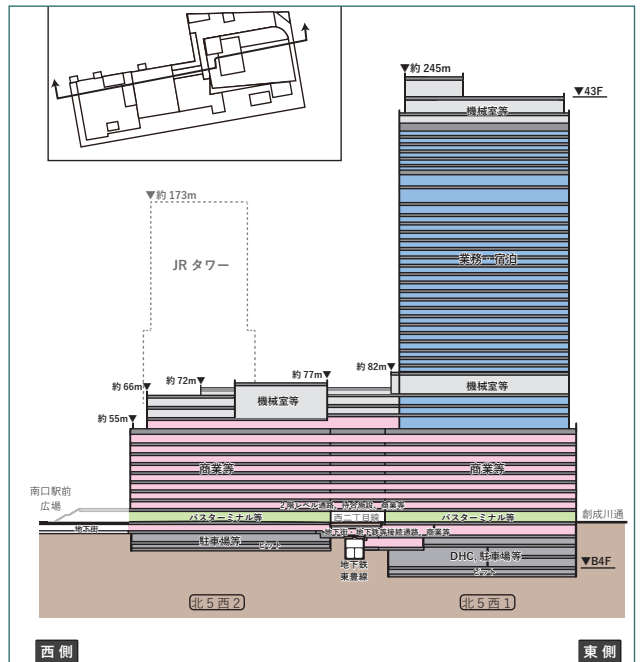 ▼約 245m
▼43F
機械室等
▼約 173m
JR タワー
業務・宿泊
約 82m▼
約 77m▼
約 72m▼
約 66m▼
機械室等
機械室等
約 55m▼
商業等
商業等
南口駅前
広場
2階レベル通路、待合施設、商業等
バスターミナル等
西二丁目線
バスターミナル等
創成川通
地下街
地下街・地下鉄等接続通路、商業等
駐車場等
ピット
地下鉄
東豊線
DHC, 駐車場等
ピット
▼B4F
北5西2
北5西1
西側
東側